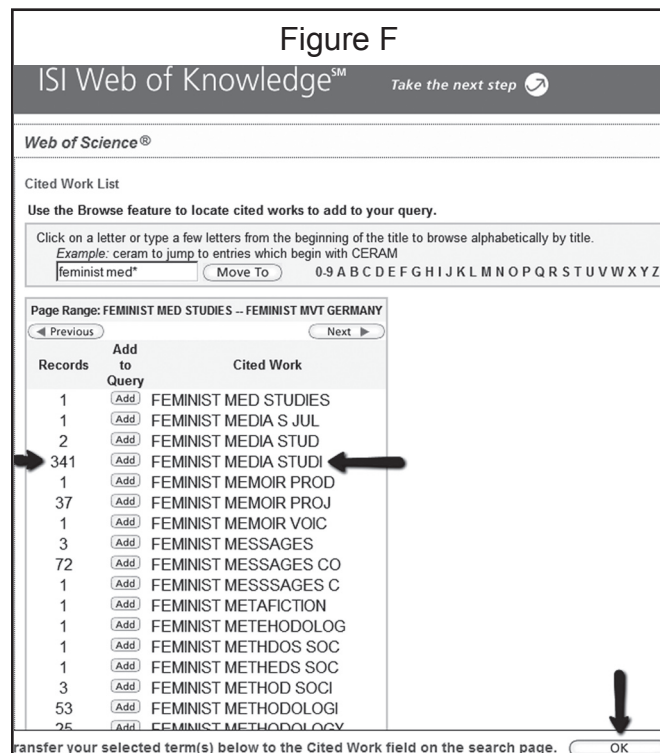 Figure F
ISI Web of Knowledge℠ Take the next step
Web of Science®
Cited Work List
Use the Browse feature to locate cited works to add to your query.
Click on a letter or type a few letters from the beginning of the title to browse alphabetically by title.
Example: ceram to jump to entries which begin with CERAM
feminist med* Move To 0-9 A B C D E F G H I J K L M N O P Q R S T U V W X Y Z
Page Range: FEMINIST MED STUDIES -- FEMINIST MVT GERMANY
Previous Next
Records Add to Query Cited Work
1 Add FEMINIST MED STUDIES
1 Add FEMINIST MEDIA S JUL
2 Add FEMINIST MEDIA STUD
341 Add FEMINIST MEDIA STUDI
1 Add FEMINIST MEMOIR PROD
37 Add FEMINIST MEMOIR PROJ
1 Add FEMINIST MEMOIR VOIC
3 Add FEMINIST MESSAGES
72 Add FEMINIST MESSAGES CO
1 Add FEMINIST MESSSAGES C
1 Add FEMINIST METAFICTION
1 Add FEMINIST METEHODOLOG
1 Add FEMINIST METHDOS SOC
1 Add FEMINIST METHEDS SOC
3 Add FEMINIST METHOD SOCI
53 Add FEMINIST METHODOLOGI
25 Add FEMINIST METHODOLOGY
ransfer your selected term(s) below to the Cited Work field on the search page. OK